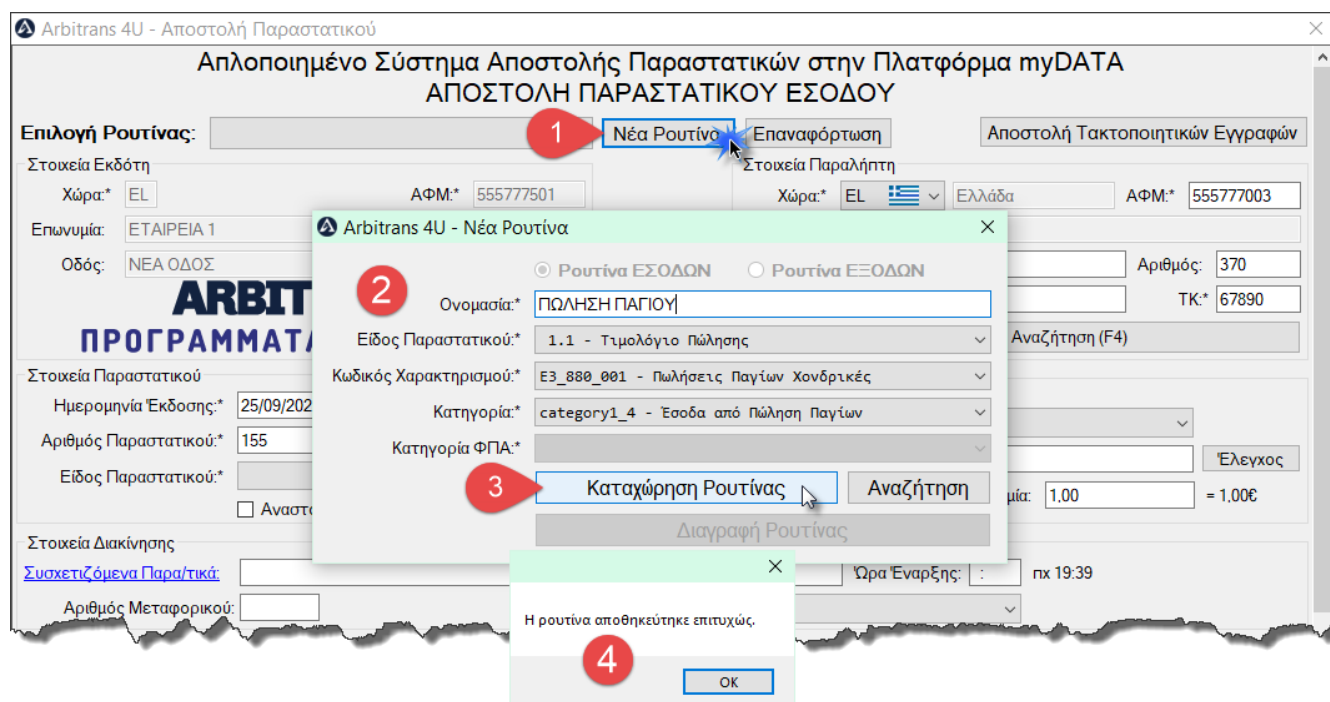 Arbitrans 4U - Αποστολή Παραστατικού
Απλοποιημένο Σύστημα Αποστολής Παραστατικών στην Πλατφόρμα myDATA
ΑΠΟΣΤΟΛΗ ΠΑΡΑΣΤΑΤΙΚΟΥ ΕΣΟΔΟΥ
Επιλογή Ρουτίνας: 1 Νέα Ρουτίνα Επαναφόρτωση Αποστολή Τακτοποιητικών Εγγραφών
Στοιχεία Εκδότη Στοιχεία Παραλήπτη
Χώρα:* EL ΑΦΜ:* 555777501 Χώρα:* EL Ελλάδα ΑΦΜ:* 555777003
Επωνυμία: ΕΤΑΙΡΕΙΑ 1
Οδός: ΝΕΑ ΟΔΟΣ Αριθμός: 370
ΤΚ:* 67890
Αναζήτηση (F4)
Στοιχεία Παραστατικού
Ημερομηνία Έκδοσης:* 25/09/202
Αριθμός Παραστατικού:* 155
Είδος Παραστατικού:* Έλεγχος
1,00 = 1,00€
Στοιχεία Διακίνησης
Συσχετιζόμενα Παρα/τικά: Ώρα Έναρξης: : πχ 19:39
Αριθμός Μεταφορικού:
Arbitrans 4U - Νέα Ρουτίνα
2
Ρουτίνα ΕΣΟΔΩΝ Ρουτίνα ΕΞΟΔΩΝ
Ονομασία:* ΠΩΛΗΣΗ ΠΑΓΙΟΥ
Είδος Παραστατικού:* 1.1 - Τιμολόγιο Πώλησης
Κωδικός Χαρακτηρισμού:* E3_880_001 - Πωλήσεις Παγίων Χονδρικές
Κατηγορία:* category1_4 - Έσοδα από Πώληση Παγίων
Κατηγορία ΦΠΑ:*
3 Καταχώρηση Ρουτίνας Αναζήτηση
Διαγραφή Ρουτίνας
Η ρουτίνα αποθηκεύτηκε επιτυχώς.
4
OK